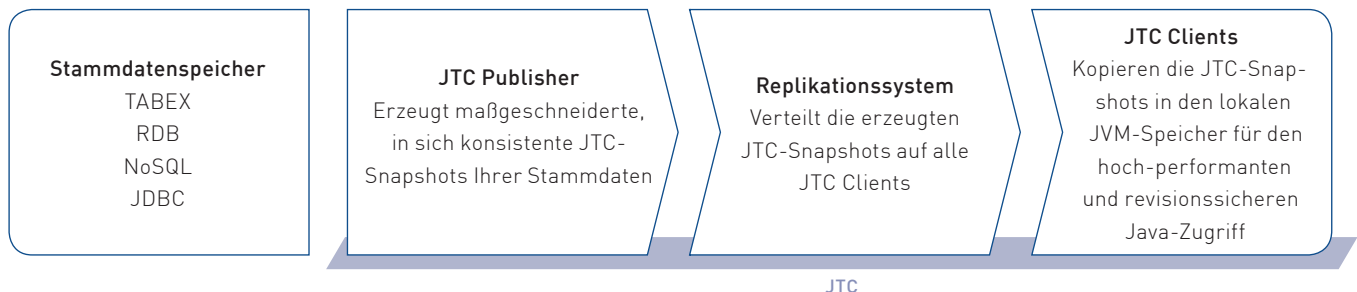 Stammdatenspeicher
TABEX
RDB
NoSQL
JDBC
JTC Publisher
Erzeugt maßgeschneiderte,
in sich konsistente JTC-
Snapshots Ihrer Stammdaten
Replikationssystem
Verteilt die erzeugten
JTC-Snapshots auf alle
JTC Clients
JTC Clients
Kopieren die JTC-Snap-
shots in den lokalen
JVM-Speicher für den
hoch-performanten
und revisionssicheren
Java-Zugriff
JTC